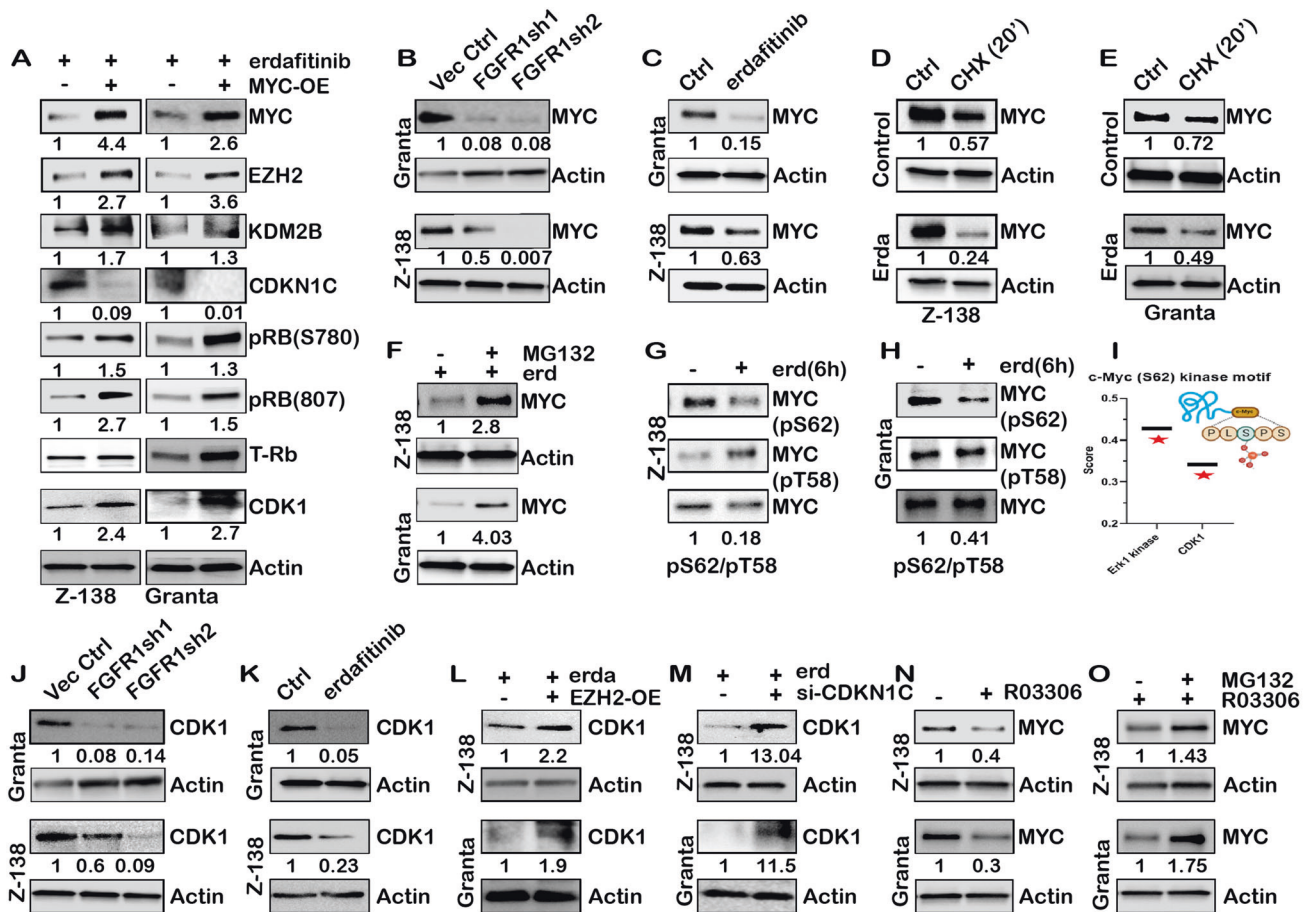 A
+ + + + erdafitinib
- + - + MYC-OE
MYC
1 4.4 1 2.6
EZH2
1 2.7 1 3.6
KDM2B
1 1.7 1 1.3
CDKN1C
1 0.09 1 0.01
pRB(S780)
1 1.5 1 1.3
pRB(807)
1 2.7 1 1.5
T-Rb
CDK1
1 2.4 1 2.7
Actin
Z-138 Granta
B
Vec Ctrl FGFR1sh1 FGFR1sh2
Granta
MYC
1 0.08 0.08
Actin
Z-138
MYC
1 0.5 0.007
Actin
C
Ctrl erdafitinib
Granta
MYC
1 0.15
Actin
Z-138
MYC
1 0.63
Actin
D
Ctrl CHX (20')
Control
MYC
1 0.57
Actin
Erda
MYC
1 0.24
Actin
Z-138
E
Ctrl CHX (20')
Control
MYC
1 0.72
Actin
Erda
MYC
1 0.49
Actin
Granta
F
- + MG132
+ + erd
Z-138
MYC
1 2.8
Actin
Granta
MYC
1 4.03
Actin
G
- + erd(6h)
Z-138
MYC
(pS62)
MYC
(pT58)
MYC
1 0.18
pS62/pT58
H
- + erd(6h)
Granta
MYC
(pS62)
MYC
(pT58)
MYC
1 0.41
pS62/pT58
I
c-Myc (S62) kinase motif
0.5
0.4
0.3
0.2
Score
c-Myc
P L S P S
Erk1 kinase
CDK1
J
Vec Ctrl FGFR1sh1 FGFR1sh2
Granta
CDK1
1 0.08 0.14
Actin
Z-138
CDK1
1 0.6 0.09
Actin
K
Ctrl erdafitinib
Granta
CDK1
1 0.05
Actin
Z-138
CDK1
1 0.23
Actin
L
+ + erda
- + EZH2-OE
Z-138
CDK1
1 2.2
Actin
Granta
CDK1
1 1.9
Actin
M
+ + erd
- + si-CDKN1C
Z-138
CDK1
1 13.04
Actin
Granta
CDK1
1 11.5
Actin
N
- + R03306
Z-138
MYC
1 0.4
Actin
Granta
MYC
1 0.3
Actin
O
- + MG132
+ + R03306
Z-138
MYC
1 1.43
Actin
Granta
MYC
1 1.75
Actin